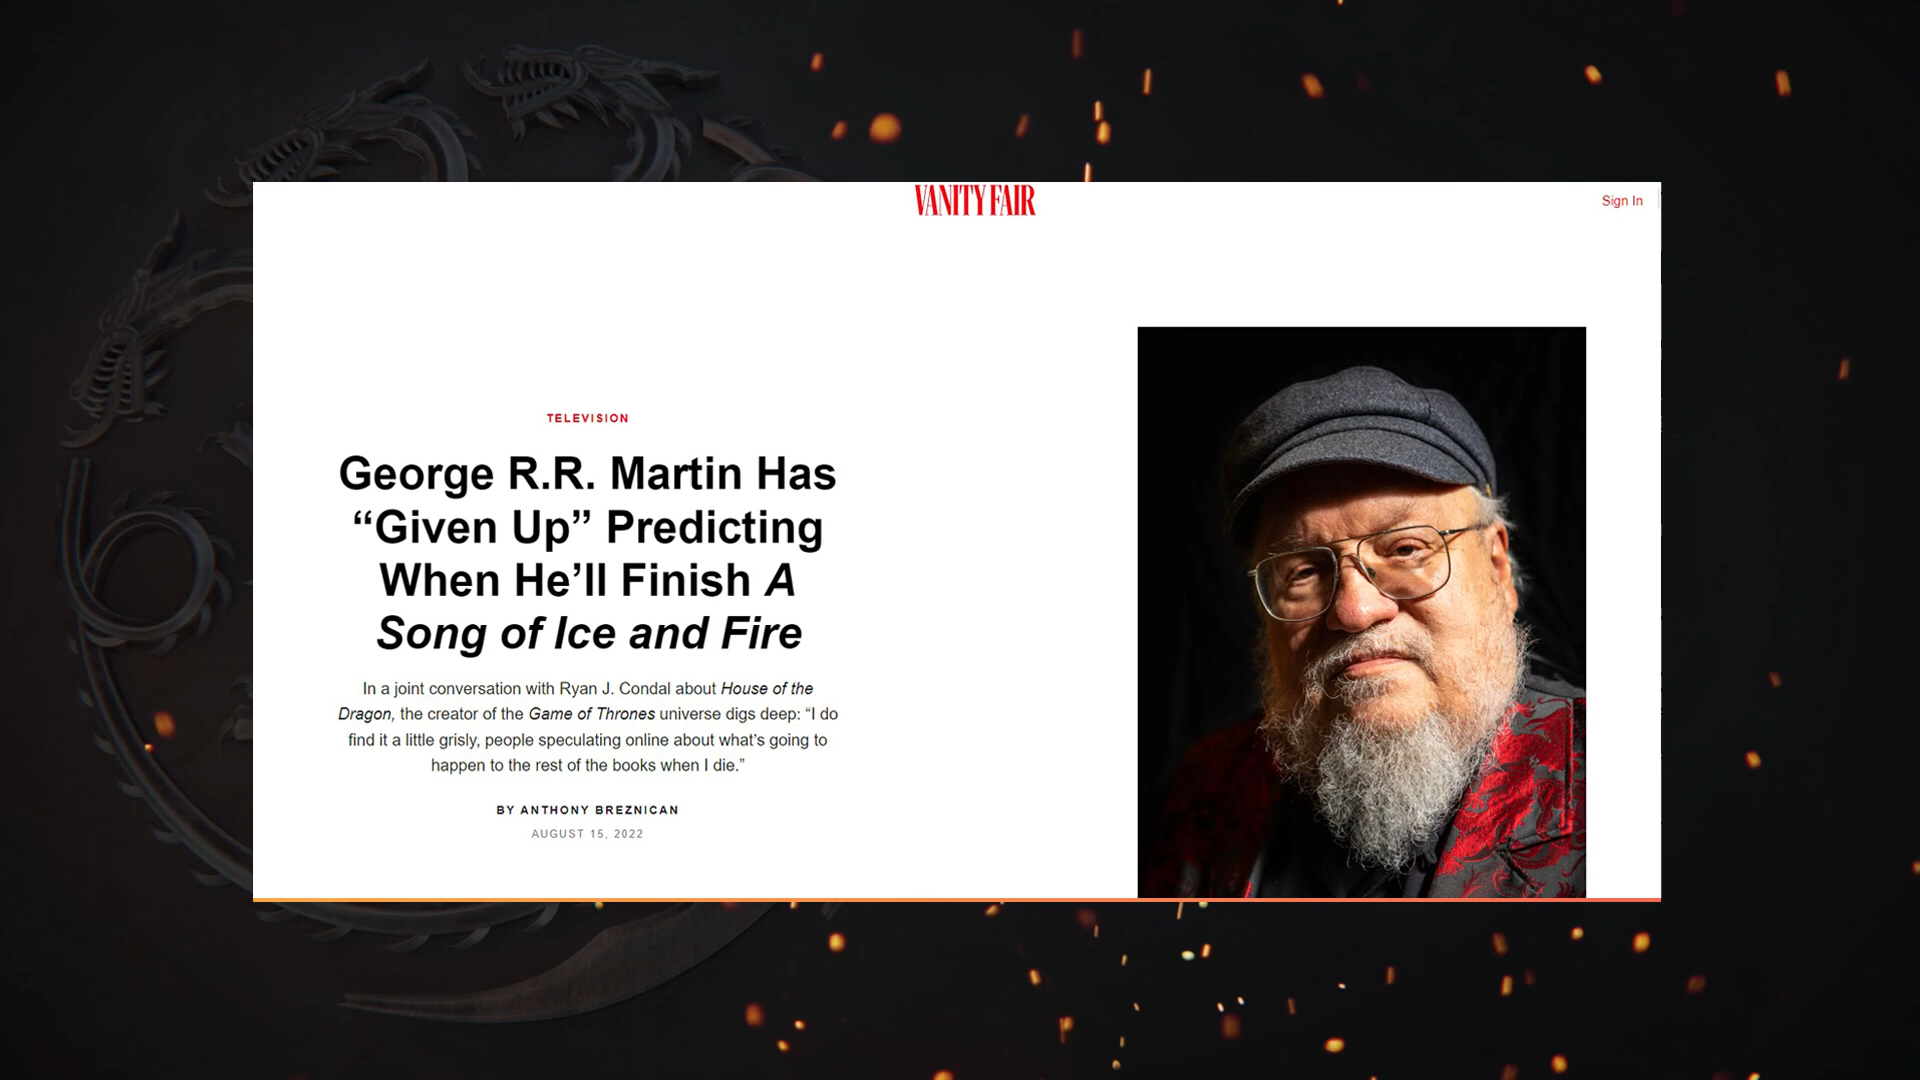 VANITY FAIR
Sign In
TELEVISION
George R.R. Martin Has
“Given Up” Predicting
When He’ll Finish A
Song of Ice and Fire
In a joint conversation with Ryan J. Condal about House of the
Dragon, the creator of the Game of Thrones universe digs deep: “I do
find it a little grisly, people speculating online about what’s going to
happen to the rest of the books when I die.”
BY ANTHONY BREZNICAN
AUGUST 15, 2022